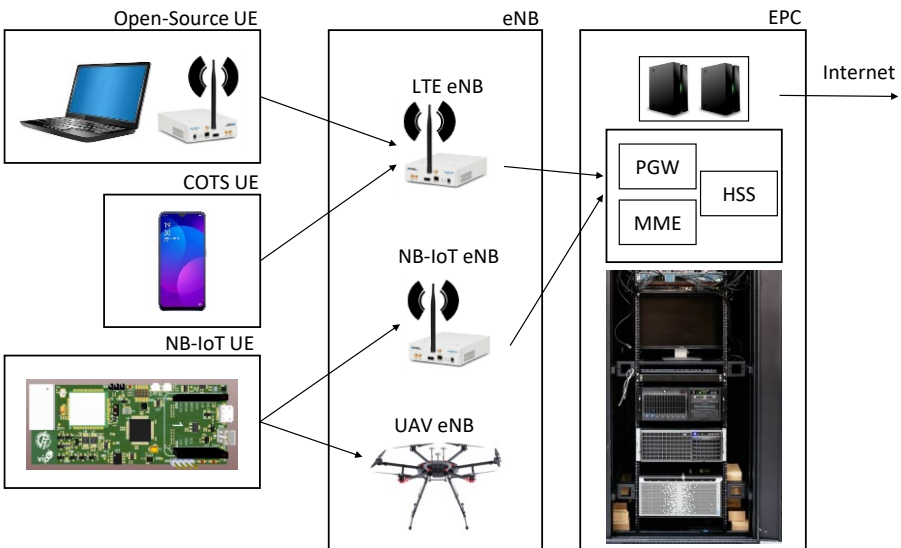 Open-Source UE
eNB
EPC
LTE eNB
Internet
COTS UE
PGW
HSS
MME
NB-IoT eNB
NB-IoT UE
UAV eNB